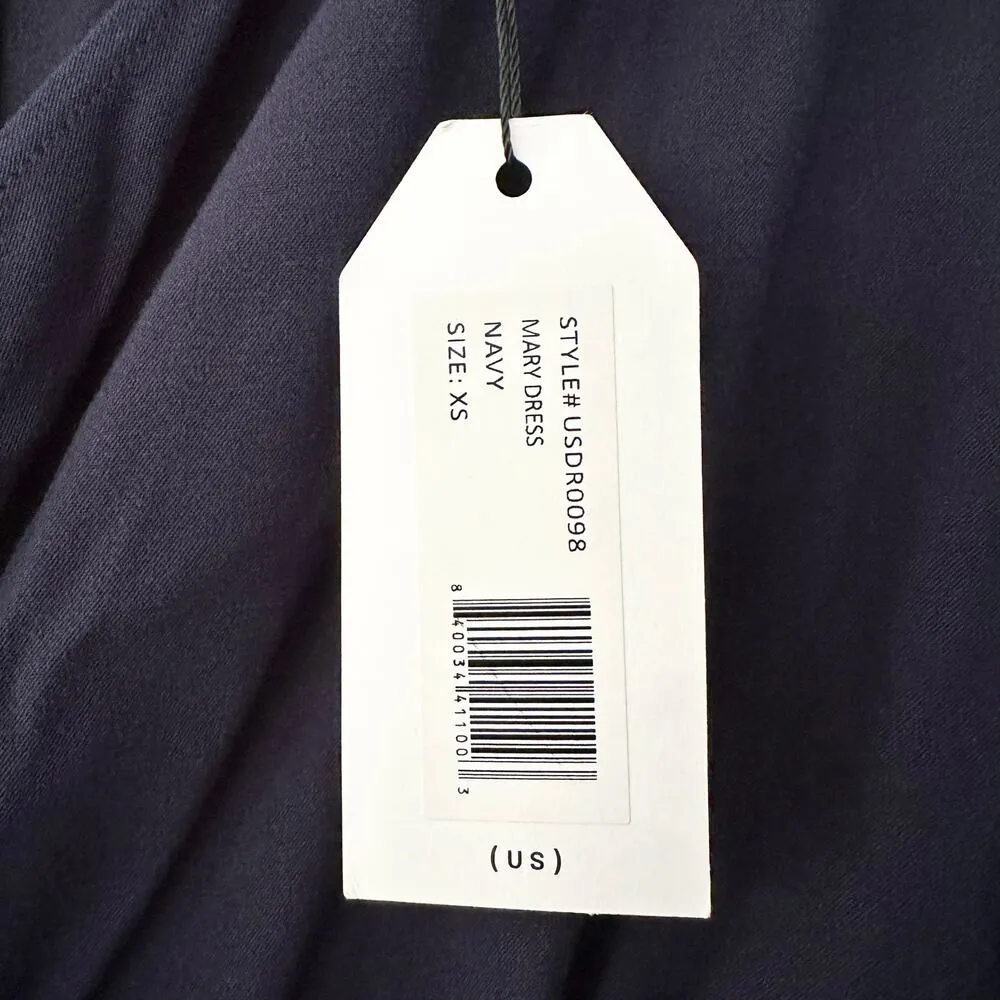 STYLE# USDR0098
MARY DRESS
NAVY
SIZE: XS
8 40034 41100 3
(US)